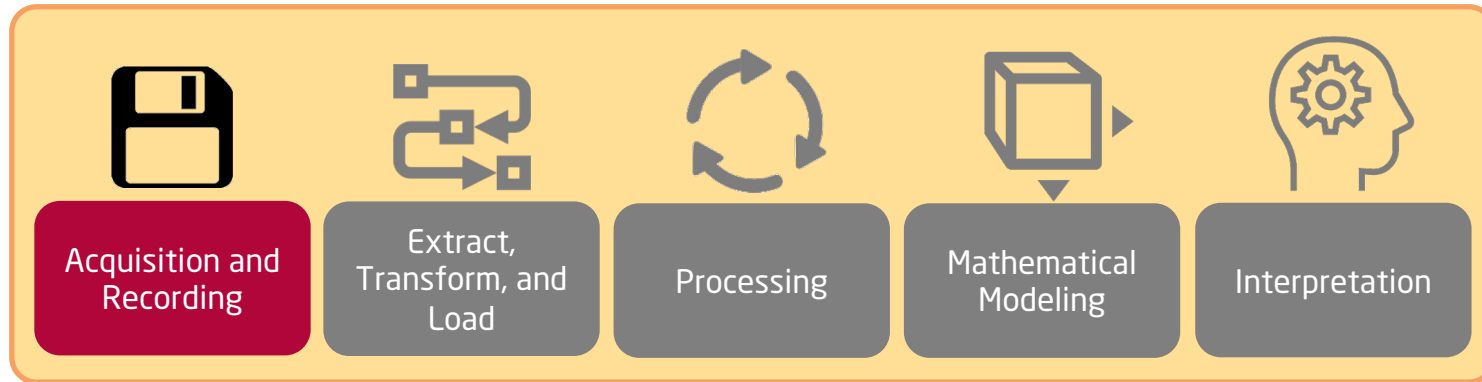 Acquisition and
Recording
Extract,
Transform, and
Load
Processing
Mathematical
Modeling
Interpretation